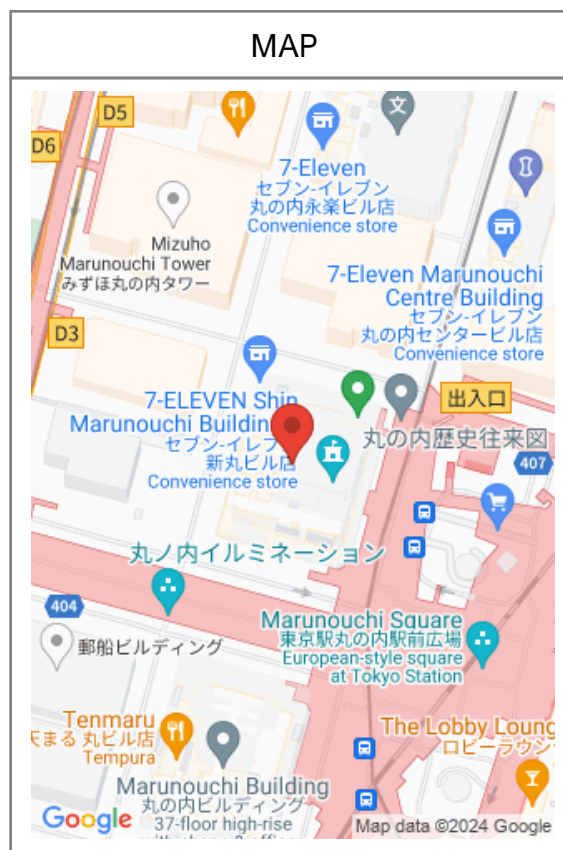 MAP
D5
D6
7-Eleven
セブン-イレブン
丸の内永楽ビル店
Convenience store
Mizuho
Marunouchi Tower
みずほ丸の内タワー
7-Eleven Marunouchi
Centre Building
セブン-イレブン
丸の内センタービル店
Convenience store
D3
7-ELEVEN Shin
Marunouchi Building
セブン-イレブン
新丸ビル店
Convenience store
出入口
丸の内歴史往来図
407
丸ノ内イルミネーション
404
郵船ビルディング
Marunouchi Square
東京駅丸の内駅前広場
European-style square
at Tokyo Station
Tenmaru
天まる 丸ビル店
Tempura
The Lobby Loung
ロビーラウン
Marunouchi Building
丸の内ビルディング
37-floor high-rise
Google
Map data ©2024 Google